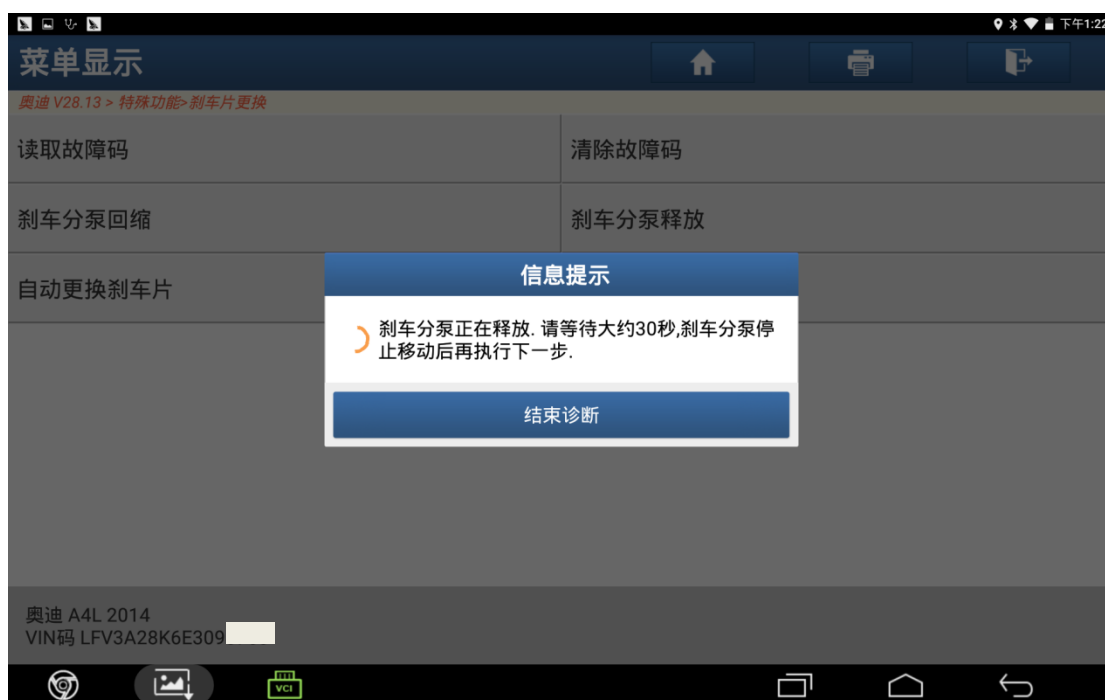 下午1:22
菜单显示
奥迪 V28.13 > 特殊功能>刹车片更换
读取故障码
清除故障码
刹车分泵回缩
刹车分泵释放
自动更换刹车片
信息提示
刹车分泵正在释放. 请等待大约30秒,刹车分泵停
止移动后再执行下一步.
结束诊断
奥迪 A4L 2014
VIN码 LFV3A28K6E309
VCI